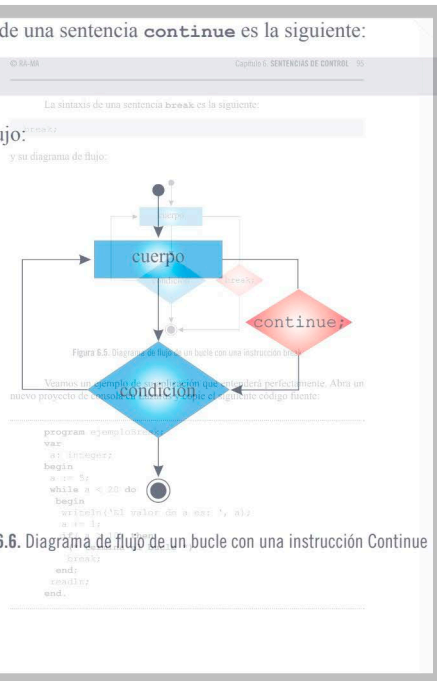 de una sentencia continue es la siguiente:
© RA-MA Capítulo 6. SENTENCIAS DE CONTROL 95
La sintaxis de una sentencia break es la siguiente:
break;
ujo:
y su diagrama de flujo:
cuerpo
cuerpo
condición
break;
continue;
Figura 6.5. Diagrama de flujo de un bucle con una instrucción
Veamos un ejemplo de su que entenderá perfectamente. Abra un
condición
nuevo proyecto de consola en y copie el siguiente código fuente:
program
var
a: integer;
begin
a := 5;
while a < 20 do
begin
writeln('El valor de a es: ', a);
6.6. Diagrama de flujo de un bucle con una instrucción Continue
break;
end;
readln;
end.